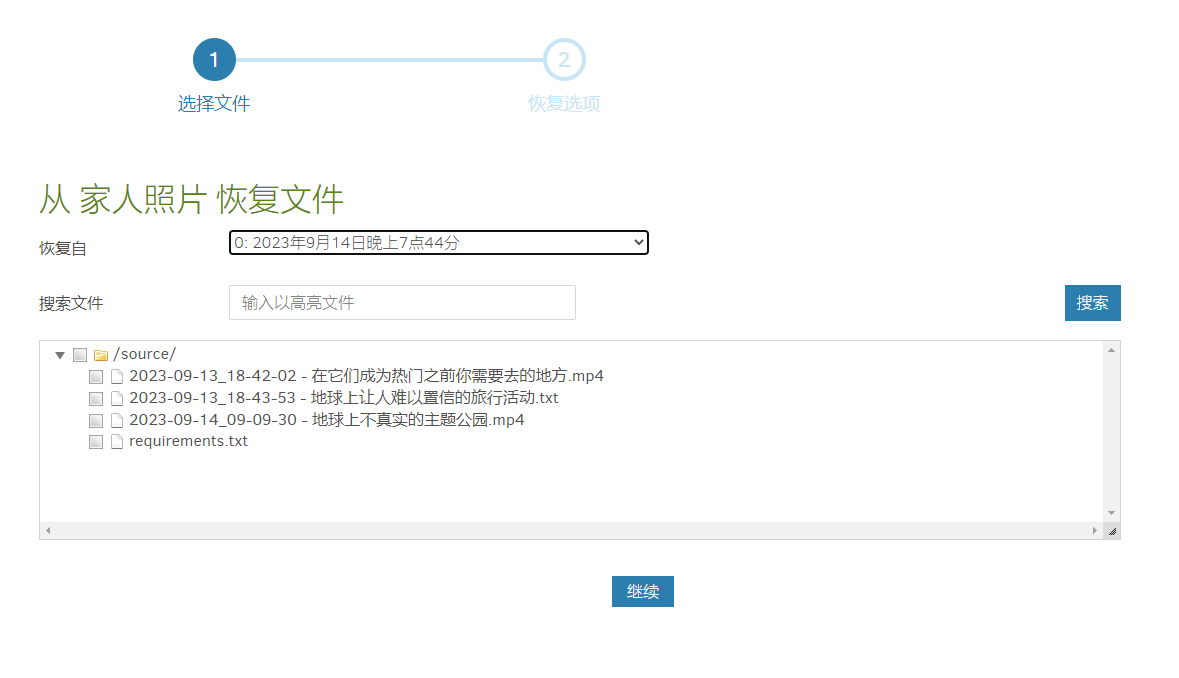 1
2
选择文件
恢复选项
从 家人照片 恢复文件
恢复自
0: 2023年9月14日晚上7点44分
搜索文件
输入以高亮文件
搜索
/source/
2023-09-13_18-42-02 - 在它们成为热门之前你需要去的地方.mp4
2023-09-13_18-43-53 - 地球上让人难以置信的旅行活动.txt
2023-09-14_09-09-30 - 地球上不真实的主题公园.mp4
requirements.txt
继续